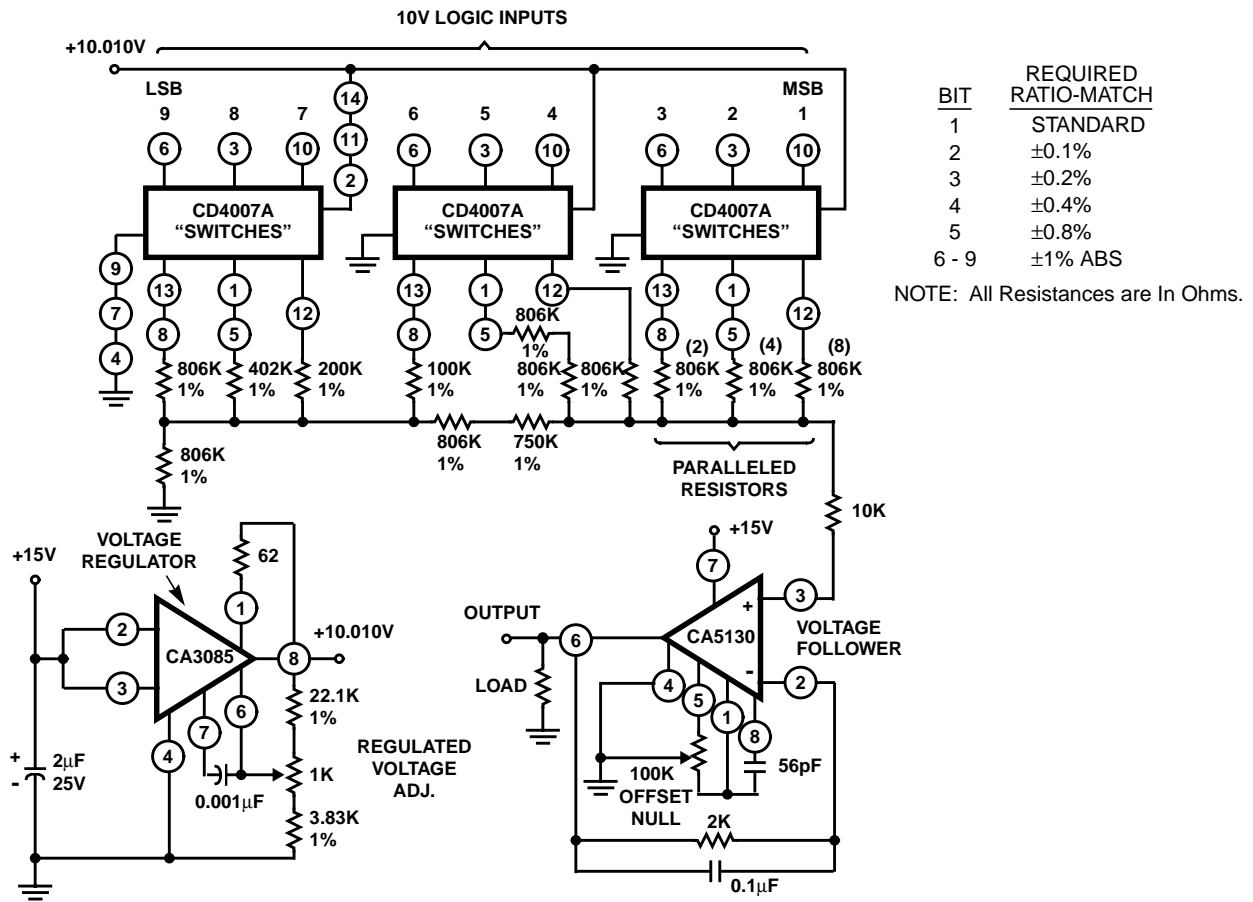 10V LOGIC INPUTS
+10.010V
LSB
MSB
9
8
7
6
5
4
3
2
1
14
11
2
6
3
10
6
3
10
6
3
10
CD4007A
“SWITCHES”
CD4007A
“SWITCHES”
CD4007A
“SWITCHES”
9
7
4
13
8
1
5
12
13
8
1
5
12
13
8
1
5
12
806K
1%
402K
1%
200K
1%
100K
1%
806K
1%
806K
1%
806K
1%
(2)
806K
1%
(4)
806K
1%
(8)
806K
1%
806K
1%
750K
1%
806K
1%
PARALLELED
RESISTORS
10K
BIT
REQUIRED
RATIO-MATCH
1 STANDARD
2 ±0.1%
3 ±0.2%
4 ±0.4%
5 ±0.8%
6 - 9 ±1% ABS
NOTE: All Resistances are In Ohms.
+15V
VOLTAGE
REGULATOR
62
1
2
3
CA3085
8
+10.010V
6
7
4
22.1K
1%
1K
3.83K
1%
0.001μF
+
-
2μF
25V
REGULATED
VOLTAGE
ADJ.
+15V
7
OUTPUT
6
CA5130
+
-
3
VOLTAGE
FOLLOWER
2
LOAD
4
5
1
8
56pF
100K
OFFSET
NULL
2K
0.1μF